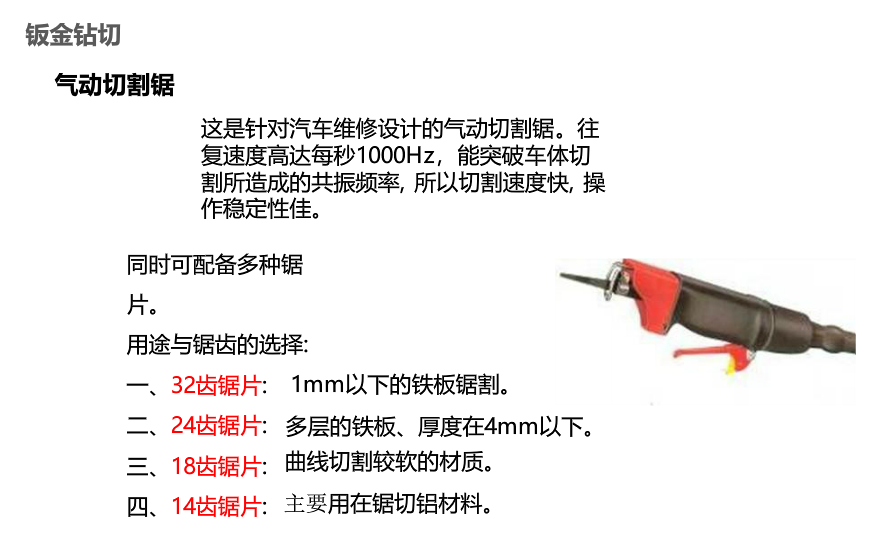 钣金钻切
气动切割锯
这是针对汽车维修设计的气动切割锯。往
复速度高达每秒1000Hz，能突破车体切
割所造成的共振频率, 所以切割速度快, 操
作稳定性佳。
同时可配备多种锯
片。
用途与锯齿的选择:
一、32齿锯片: 1mm以下的铁板锯割。
二、24齿锯片: 多层的铁板、厚度在4mm以下。
三、18齿锯片: 曲线切割较软的材质。
四、14齿锯片: 主要用在锯切铝材料。